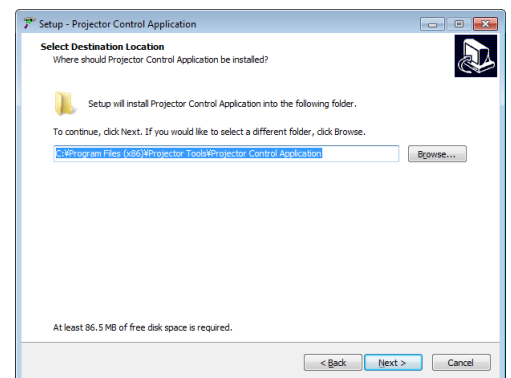 Setup - Projector Control Application
Select Destination Location
Where should Projector Control Application be installed?
Setup will install Projector Control Application into the following folder.
To continue, click Next. If you would like to select a different folder, click Browse.
C:¥Program Files (x86)¥Projector Tools¥Projector Control Application
Browse...
At least 86.5 MB of free disk space is required.
< Back Next > Cancel